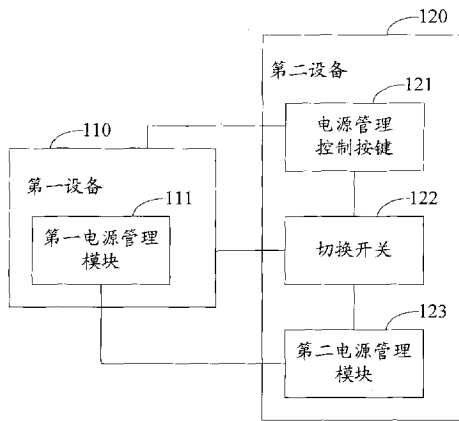 120
第二设备
121
电源管理
控制按键
110
第一设备
111
第一电源管理
模块
122
切换开关
123
第二电源管理
模块